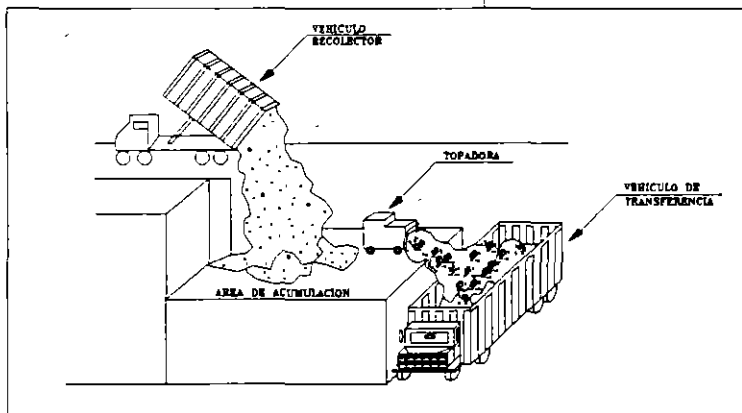 VEHICULO
RECOLECTOR
TOPADORA
VEHICULO DE
TRANSFERENCIA
AREA DE ACUMULACION